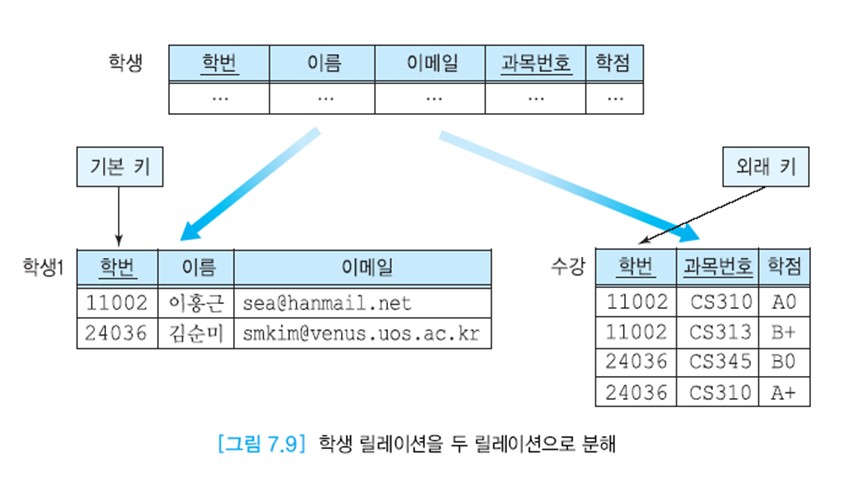 학생 학번 이름 이메일 과목번호 학점
... ... ... ... ...
기본 키 외래 키
학생1 학번 이름 이메일
11002 이홍근 sea@hanmail.net
24036 김순미 smkim@venus.uos.ac.kr
수강 학번 과목번호 학점
11002 CS310 A0
11002 CS313 B+
24036 CS345 B0
24036 CS310 A+
[그림 7.9] 학생 릴레이션을 두 릴레이션으로 분해